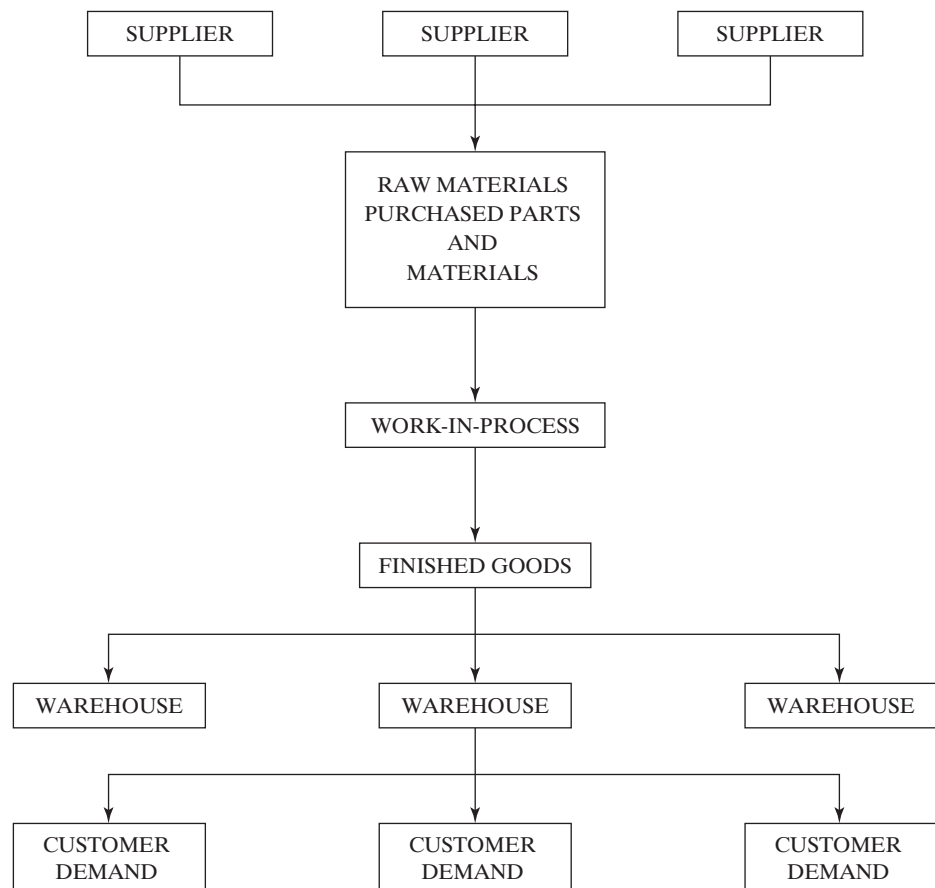 SUPPLIER
SUPPLIER
SUPPLIER
RAW MATERIALS
PURCHASED PARTS
AND
MATERIALS
WORK-IN-PROCESS
FINISHED GOODS
WAREHOUSE
WAREHOUSE
WAREHOUSE
CUSTOMER
DEMAND
CUSTOMER
DEMAND
CUSTOMER
DEMAND